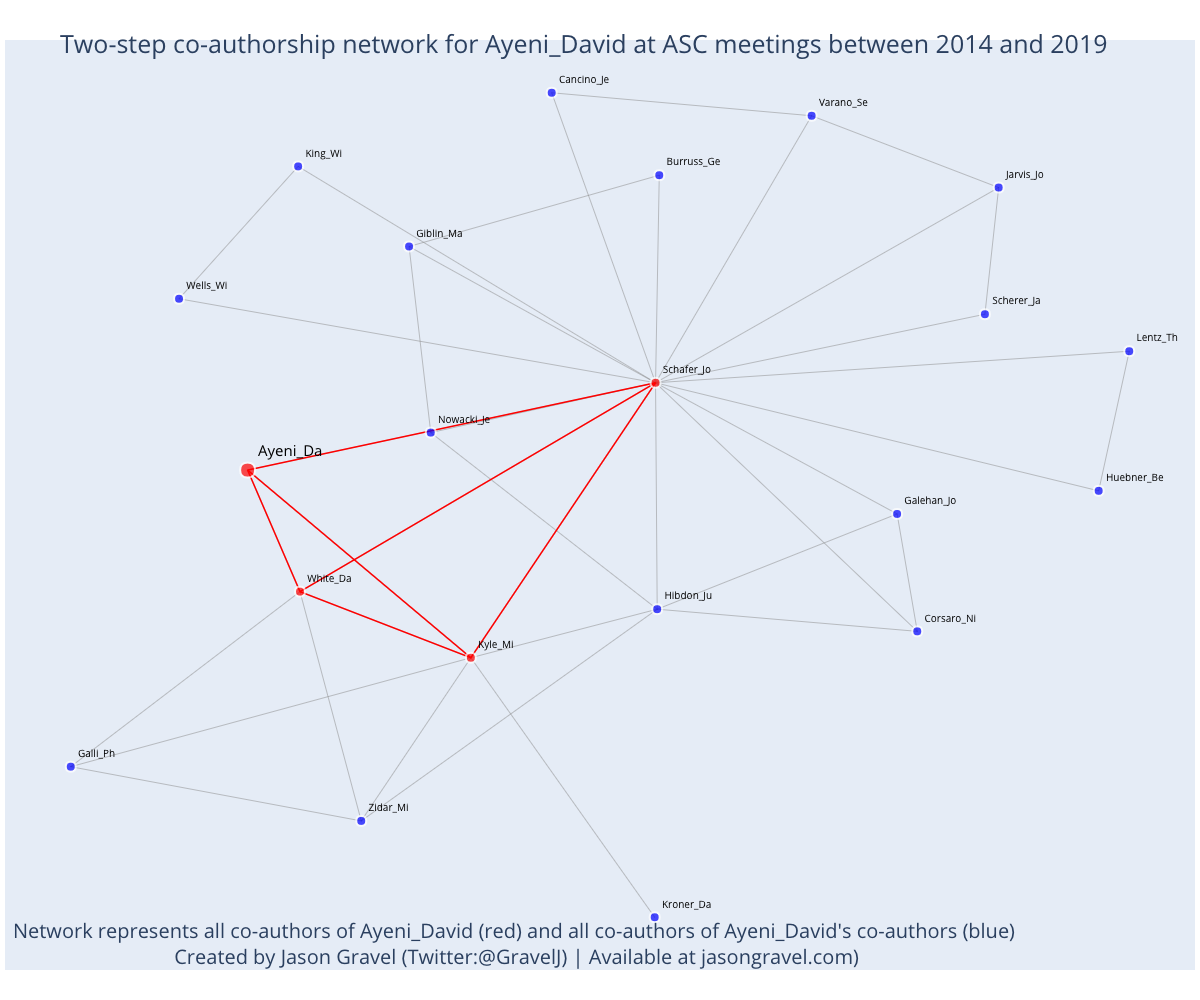 Two-step co-authorship network for Ayeni_David at ASC meetings between 2014 and 2019
Cancino_Je
Varano_Se
King_Wi
Burruss_Ge
Jarvis_Jo
Giblin_Ma
Wells_Wi
Scherer_Ja
Lentz_Th
Schafer_Jo
Nowacki_Je
Ayeni_Da
Huebner_Be
Galehan_Jo
White_Da
Hibdon_Ju
Corsaro_Ni
Kyle_Mi
Galli_Ph
Zidar_Mi
Kroner_Da
Network represents all co-authors of Ayeni_David (red) and all co-authors of Ayeni_David's co-authors (blue)
Created by Jason Gravel (Twitter:@GravelJ) | Available at jasongravel.com)